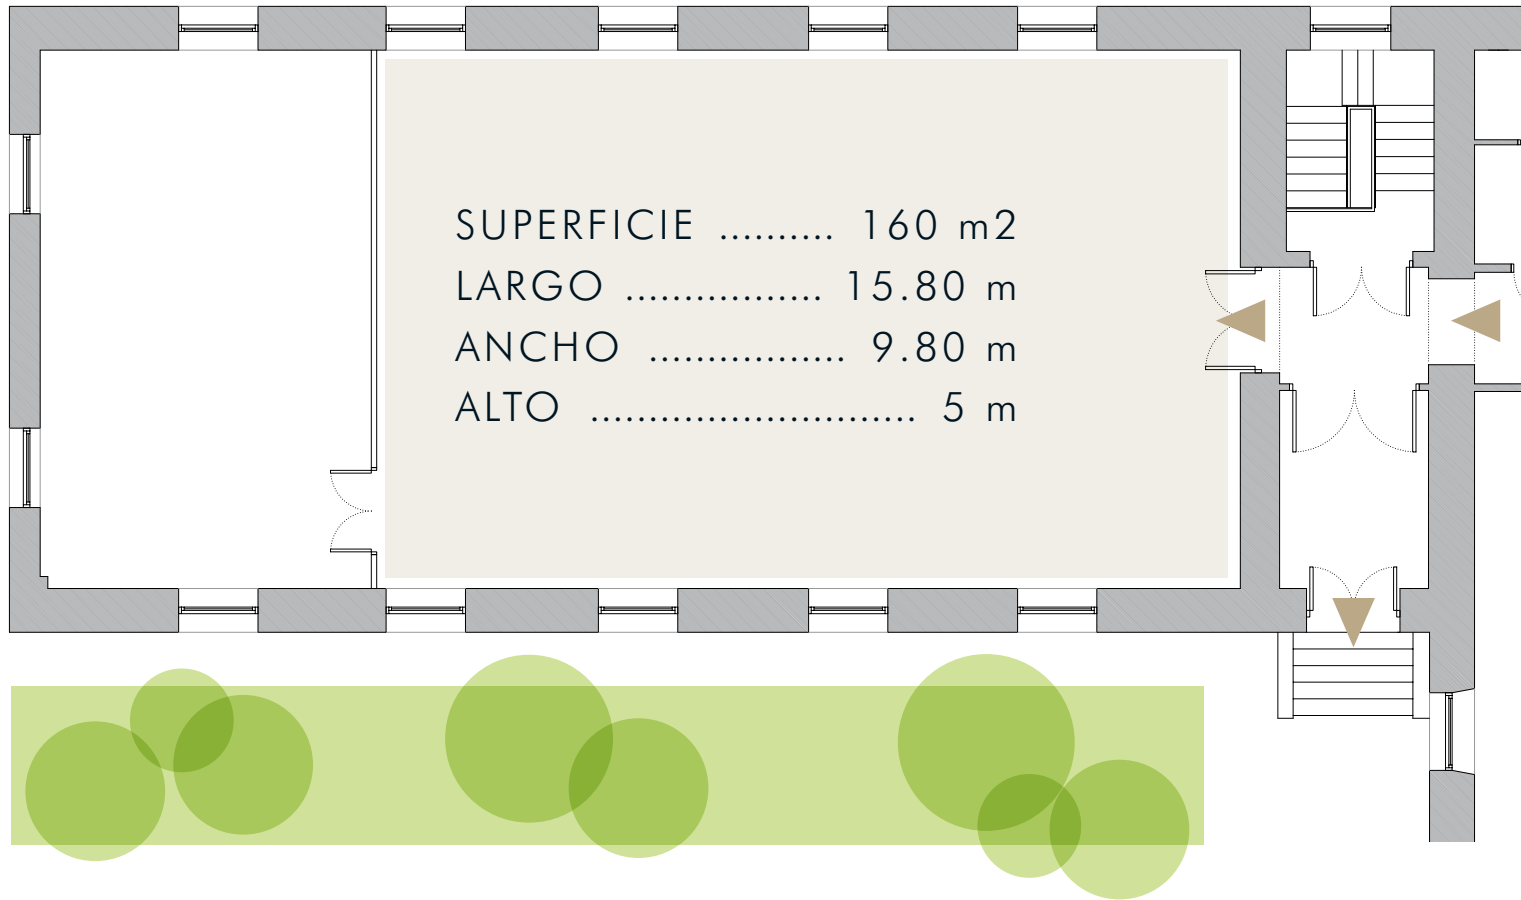 SUPERFICIE .......... 160 m2
LARGO ................. 15.80 m
ANCHO ................. 9.80 m
ALTO ............................ 5 m